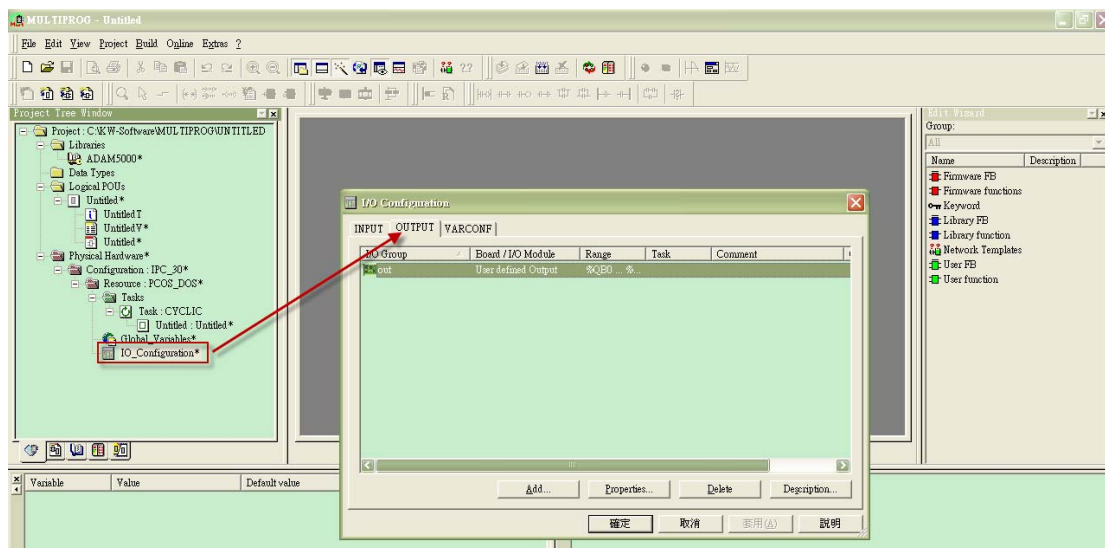 MULTIPROG - Untitled
File Edit View Project Build Online Extras ?
Project Tree Window
Project : C:\KW-Software\MULTIPROG\UNTITLED
Libraries
ADAM5000*
Data Types
Logical POUs
Untitled*
UntitledT
UntitledV*
Untitled*
Physical Hardware*
Configuration : IPC_30*
Resource : PCOS_DOS*
Tasks
Task : CYCLIC
Untitled : Untitled*
Global_Variables*
IO_Configuration*
I/O Configuration
INPUT OUTPUT VARCONF
I/O Group Board / I/O Module Range Task Comment
out User defined Output %QB0 ... %...
Add... Properties... Delete Description...
確定 取消 套用(A) 說明
Edit Wizard
Group:
All
Name Description
Firmware FB
Firmware functions
Keyword
Library FB
Library function
Network Templates
User FB
User function
Variable Value Default value